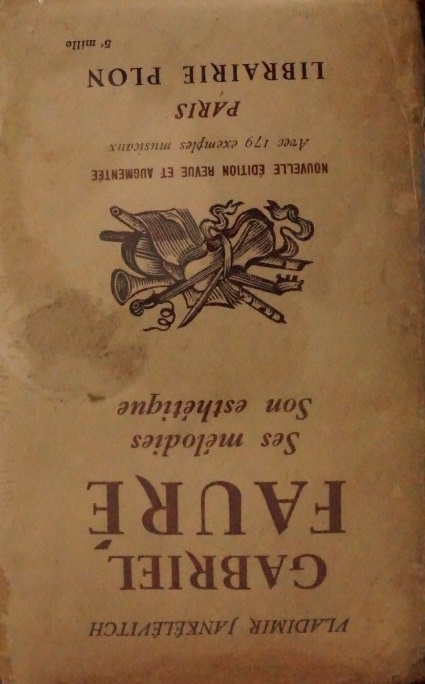 VLADIMIR JANKÉLÉVITCH
GABRIEL
FAURÉ
Ses mélodies
Son esthétique
NOUVELLE ÉDITION REVUE ET AUGMENTÉE
Avec 179 exemples musicaux
PARIS
LIBRAIRIE PLON
5e mille